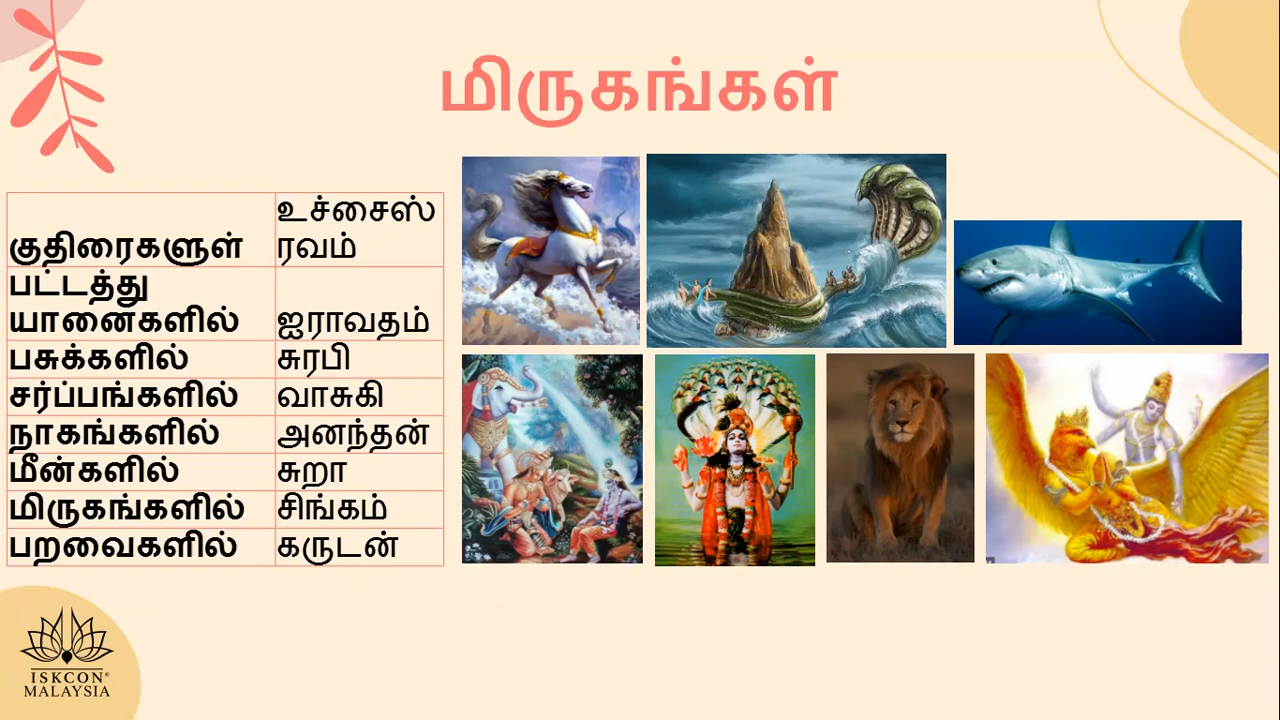 மிருகங்கள்
உச்சைஸ்
குதிரைகளுள் ரவம்
பட்டத்து
யானைகளில் ஐராவதம்
பசுக்களில் சுரபி
சர்ப்பங்களில் வாசுகி
நாகங்களில் அனந்தன்
மீன்களில் சுறா
மிருகங்களில் சிங்கம்
பறவைகளில் கருடன்
ISKCON®
MALAYSIA